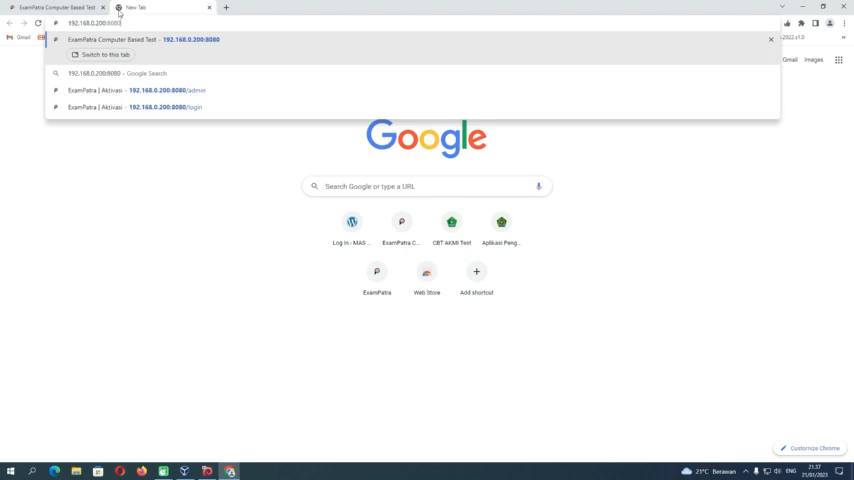 ExamPatra Computer Based Test
New Tab
192.168.0.200:8080
Gmail
2022.v1.0
ExamPatra Computer Based Test - 192.168.0.200:8080
Switch to this tab
192.168.0.200:8080 - Google Search
ExamPatra | Aktivasi - 192.168.0.200:8080/admin
ExamPatra | Aktivasi - 192.168.0.200:8080/login
Gmail Images
Google
Search Google or type a URL
Log in ‹ MAS ...
ExamPatra C...
CBT AKMI Test
Aplikasi Peng...
ExamPatra
Web Store
Add shortcut
Customize Chrome
21°C Berawan
ENG
21.37
21/01/2023